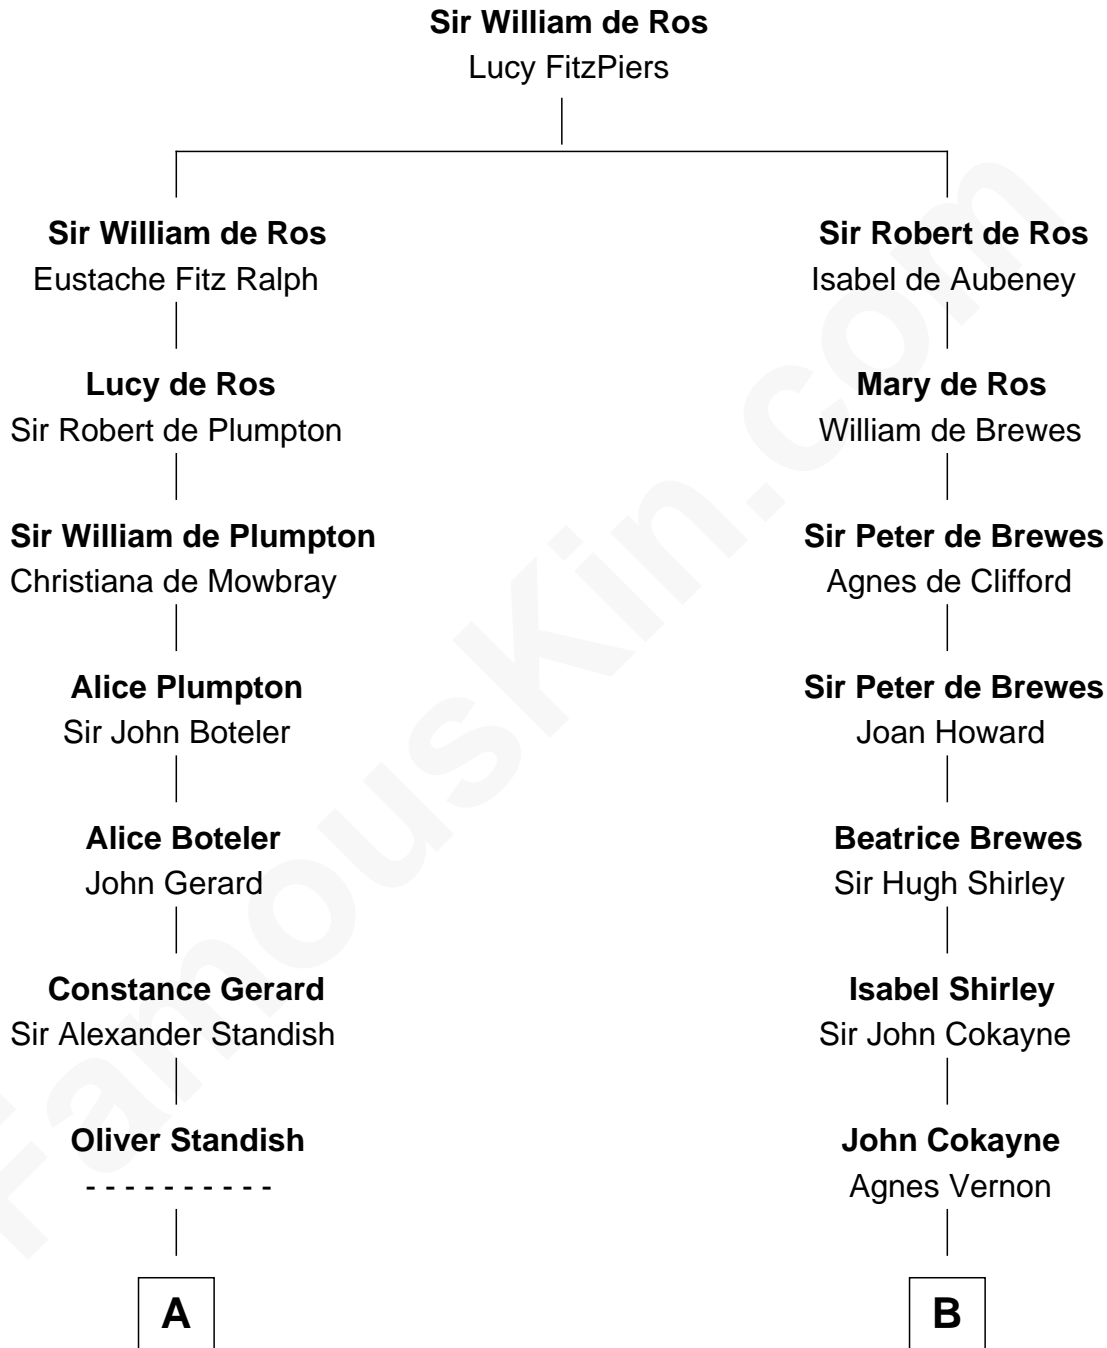 Sir William de Ros
Lucy FitzPiers
Sir William de Ros
Eustache Fitz Ralph
Sir Robert de Ros
Isabel de Aubeney
Lucy de Ros
Sir Robert de Plumpton
Mary de Ros
William de Brewes
Sir William de Plumpton
Christiana de Mowbray
Sir Peter de Brewes
Agnes de Clifford
Alice Plumpton
Sir John Boteler
Sir Peter de Brewes
Joan Howard
Alice Boteler
John Gerard
Beatrice Brewes
Sir Hugh Shirley
Constance Gerard
Sir Alexander Standish
Isabel Shirley
Sir John Cokayne
Oliver Standish
- - - - - - - - - -
John Cokayne
Agnes Vernon
A
B
FamousKin.com